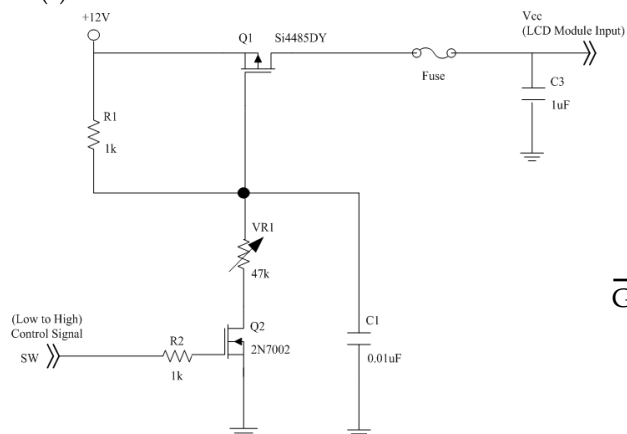 +12V
Q1
Si4485DY
Vcc
(LCD Module Input)
Fuse
C3
1uF
R1
1k
VR1
47k
(Low to High)
Control Signal
SW
R2
1k
Q2
2N7002
C1
0.01uF
G